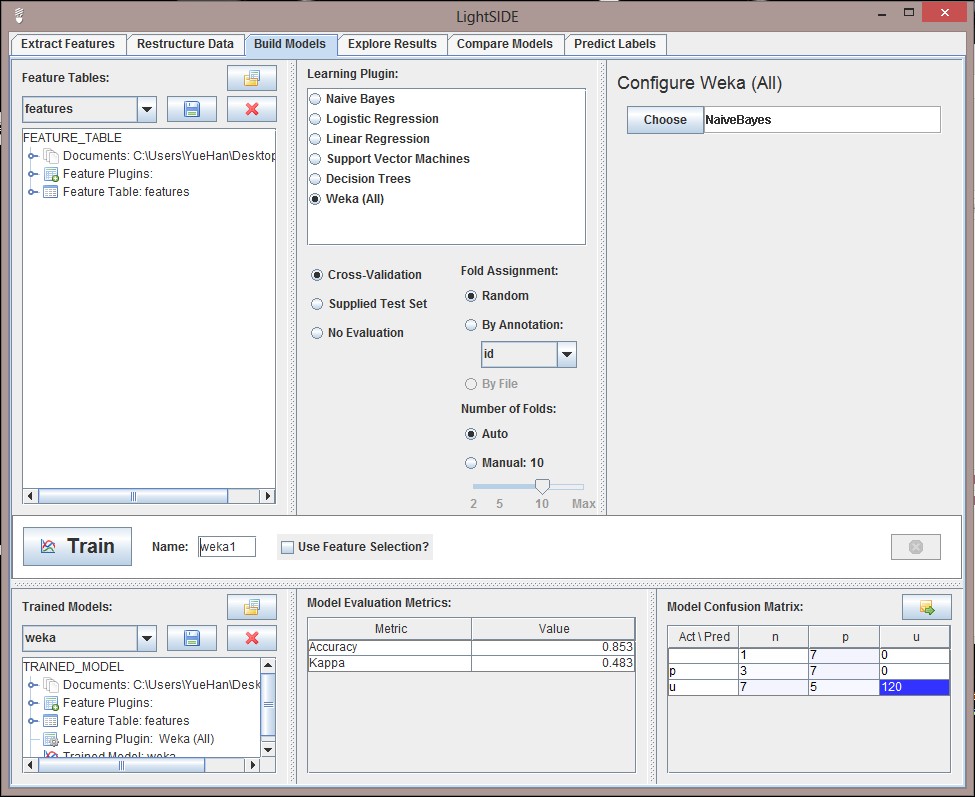 LightSIDE
Extract Features Restructure Data Build Models Explore Results Compare Models Predict Labels
Feature Tables:
features
FEATURE_TABLE
Documents: C:\Users\YueHan\Desktop
Feature Plugins:
Feature Table: features
Learning Plugin:
Naive Bayes
Logistic Regression
Linear Regression
Support Vector Machines
Decision Trees
Weka (All)
Cross-Validation
Supplied Test Set
No Evaluation
Fold Assignment:
Random
By Annotation:
id
By File
Number of Folds:
Auto
Manual: 10
2 5 10 Max
Configure Weka (All)
Choose NaiveBayes
Train Name: weka1 Use Feature Selection?
Trained Models:
weka
TRAINED_MODEL
Documents: C:\Users\YueHan\Desk
Feature Plugins:
Feature Table: features
Learning Plugin: Weka (All)
Trained Model: weka
Model Evaluation Metrics:
Metric Value
Accuracy 0.853
Kappa 0.483
Model Confusion Matrix:
Act \ Pred n p u
1 7 0
p 3 7 0
u 7 5 120